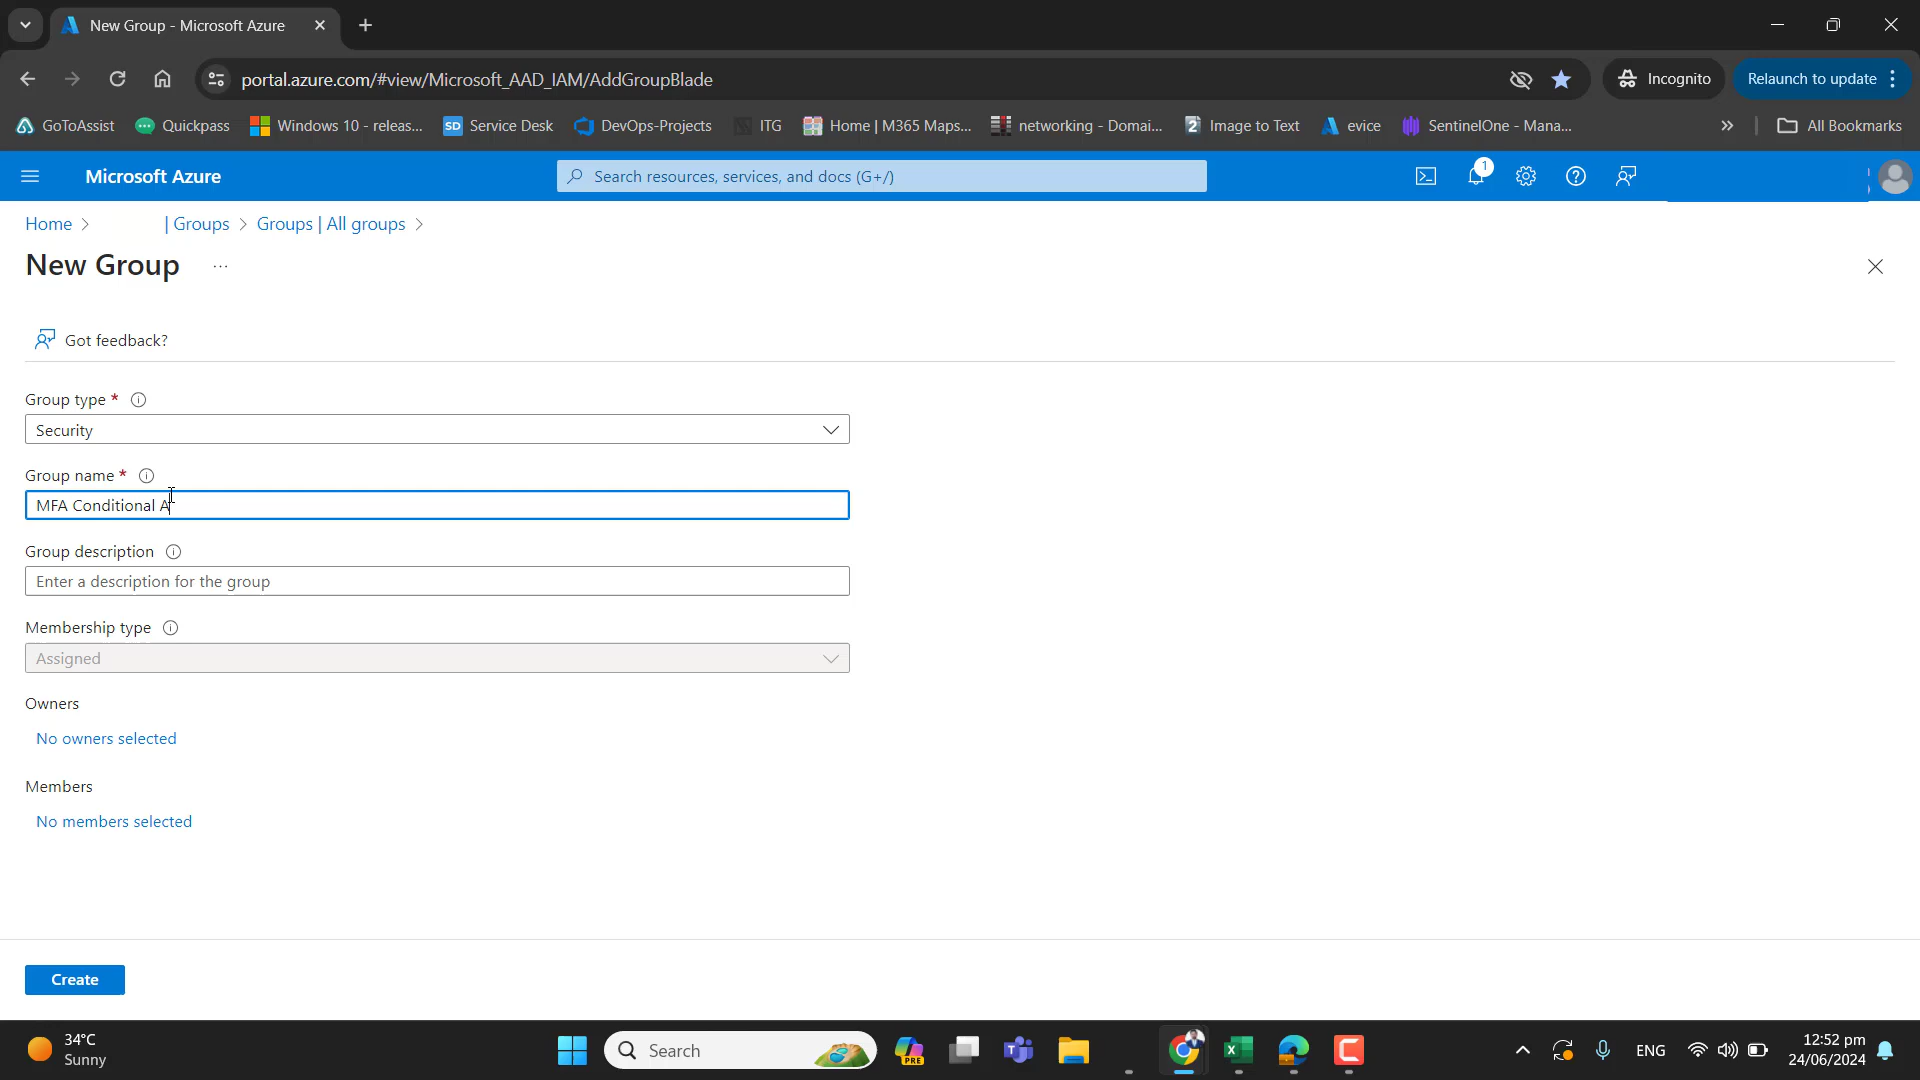 New Group - Microsoft Azure
portal.azure.com/#view/Microsoft_AAD_IAM/AddGroupBlade
Incognito
Relaunch to update
GoToAssist
Quickpass
Windows 10 - releas...
SD Service Desk
DevOps-Projects
ITG
Home | M365 Maps...
networking - Domai...
2 Image to Text
evice
SentinelOne - Mana...
All Bookmarks
Microsoft Azure
Search resources, services, and docs (G+/)
1
Home > | Groups > Groups | All groups >
New Group ...
Got feedback?
Group type *
Security
Group name *
MFA Conditional A
Group description
Enter a description for the group
Membership type
Assigned
Owners
No owners selected
Members
No members selected
Create
34°C
Sunny
Search
PRE
ENG
12:52 pm
24/06/2024